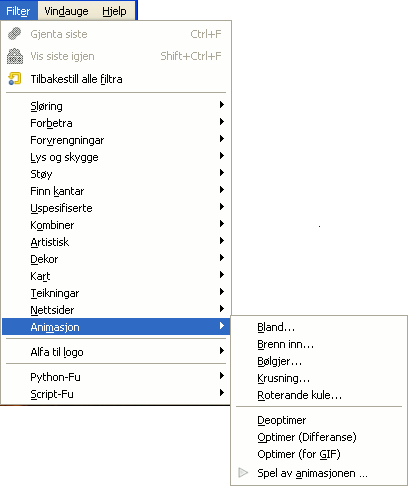 Filter Vindauge Hjelp
Gjenta siste Ctrl+F
Vis siste igjen Shift+Ctrl+F
Tilbakestill alle filtra
Sløring
Forbetra
Forvrengningar
Lys og skygge
Støy
Finn kantar
Uspesifiserte
Kombiner
Artistisk
Dekor
Kart
Teikningar
Nettsider
Animasjon
Alfa til logo
Python-Fu
Script-Fu
Bland...
Brenn inn...
Bølgjer...
Krusning...
Roterande kule...
Deoptimer
Optimer (Differanse)
Optimer (for GIF)
Spel av animasjonen ...